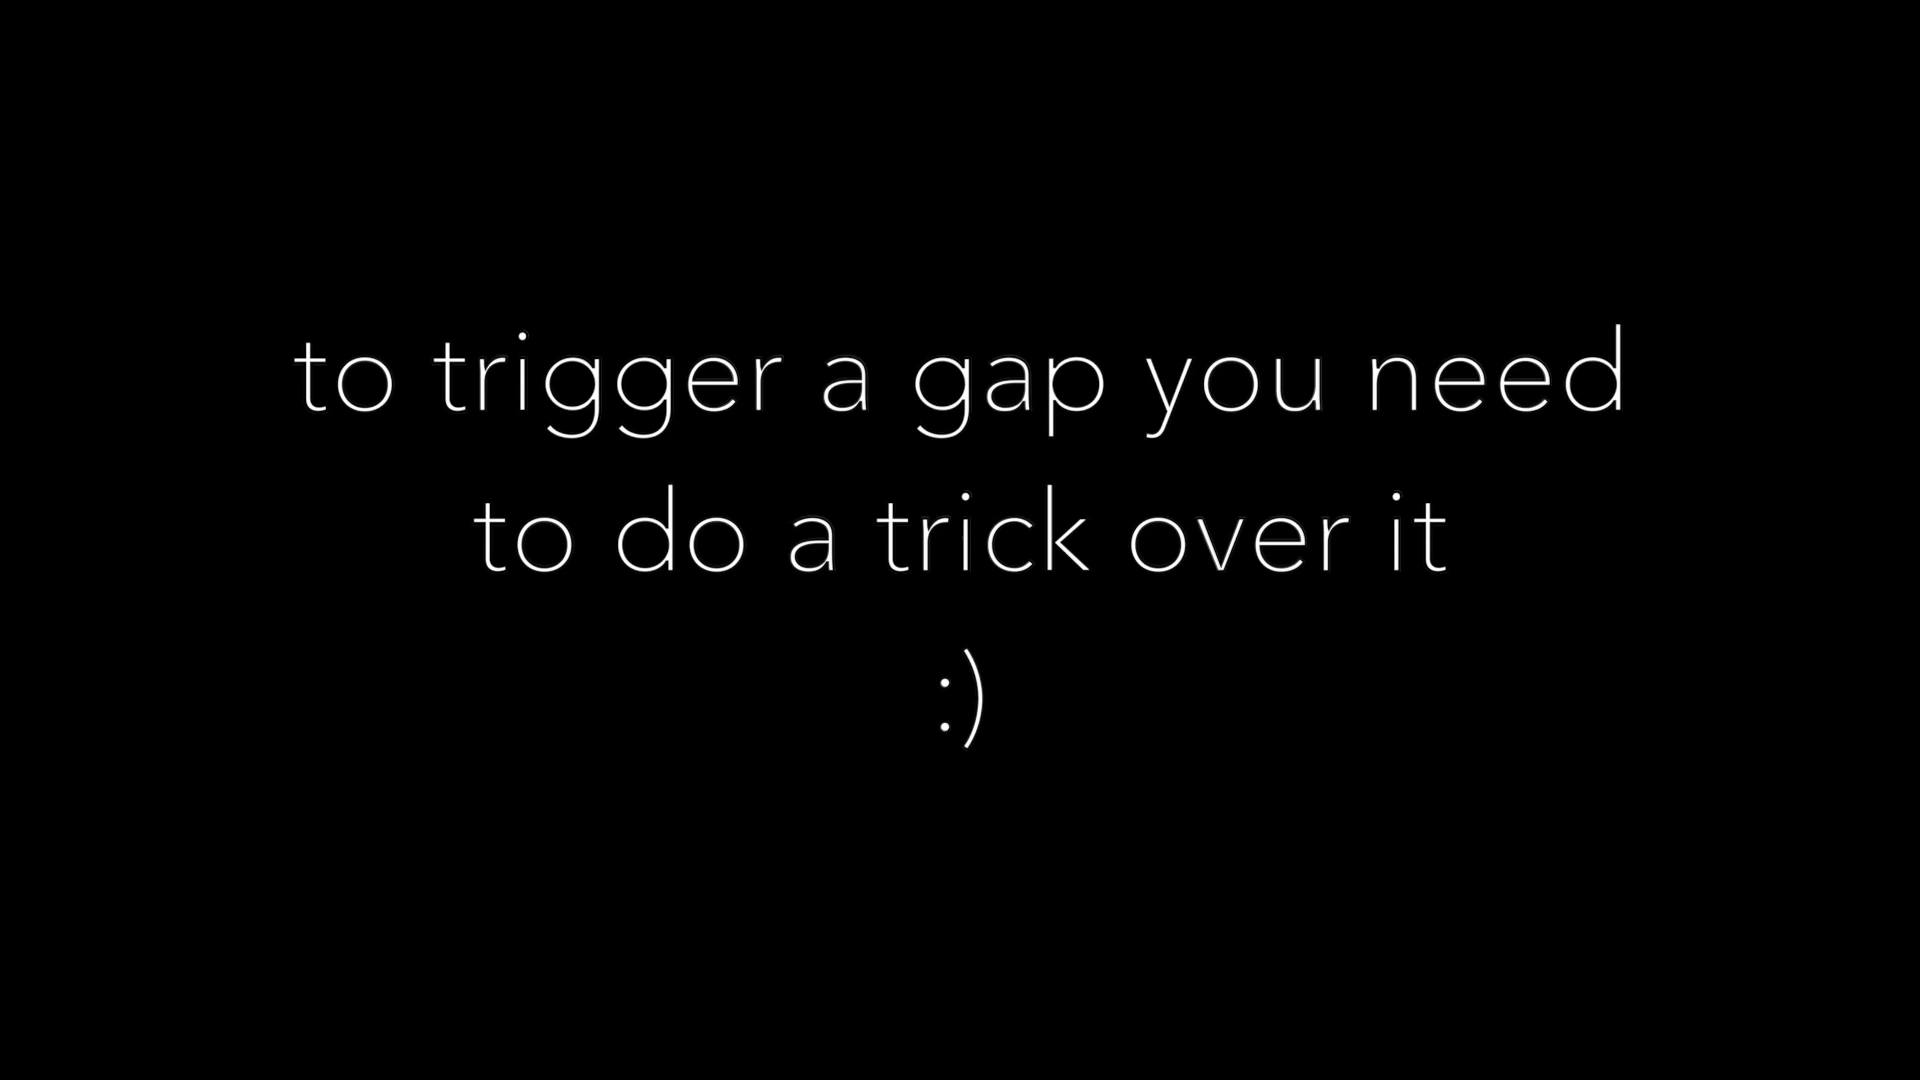 to trigger a gap you need
to do a trick over it
:)